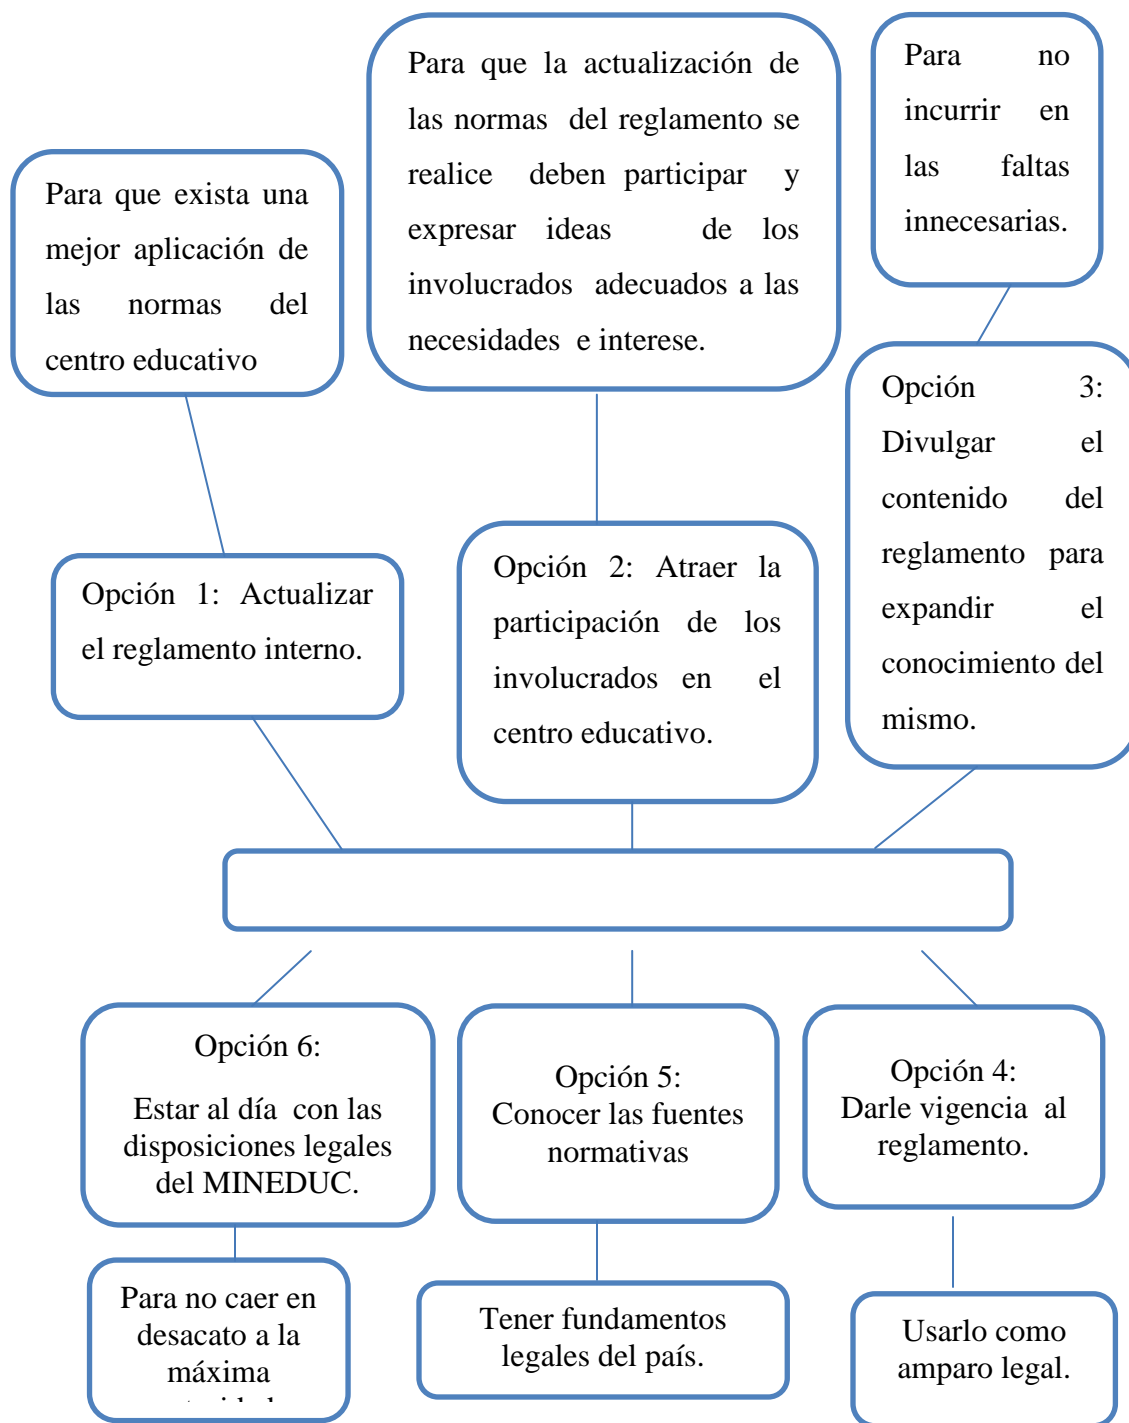 Para que exista una
mejor aplicación de
las normas del
centro educativo
Para que la actualización de
las normas del reglamento se
realice deben participar y
expresar ideas de los
involucrados adecuados a las
necesidades e interese.
Para no
incurrir en
las faltas
innecesarias.
Opción 1: Actualizar
el reglamento interno.
Opción 2: Atraer la
participación de los
involucrados en el
centro educativo.
Opción 3:
Divulgar el
contenido del
reglamento para
expandir el
conocimiento del
mismo.
Opción 6:
Estar al día con las
disposiciones legales
del MINEDUC.
Opción 5:
Conocer las fuentes
normativas
Opción 4:
Darle vigencia al
reglamento.
Para no caer en
desacato a la
máxima
Tener fundamentos
legales del país.
Usarlo como
amparo legal.